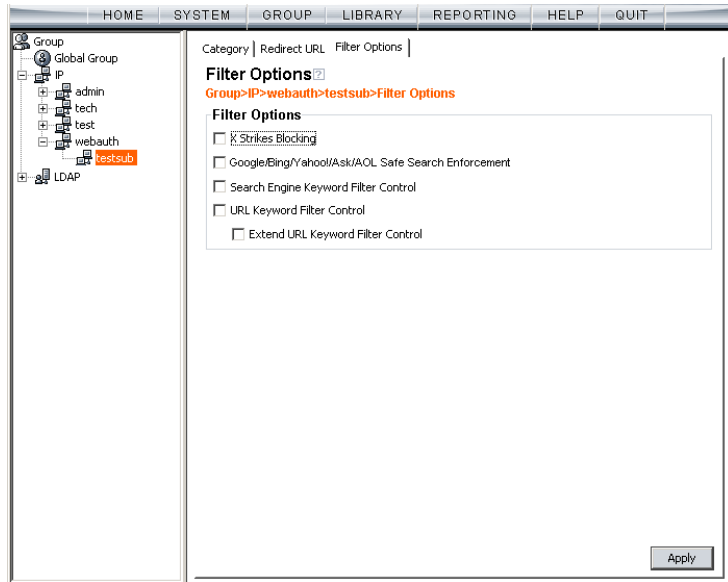 HOME SYSTEM GROUP LIBRARY REPORTING HELP QUIT
Group
Global Group
IP
admin
tech
test
webauth
testsub
LDAP
Category Redirect URL Filter Options
Filter Options
Group>IP>webauth>testsub>Filter Options
Filter Options
X Strikes Blocking
Google/Bing/Yahoo!/Ask/AOL Safe Search Enforcement
Search Engine Keyword Filter Control
URL Keyword Filter Control
Extend URL Keyword Filter Control
Apply